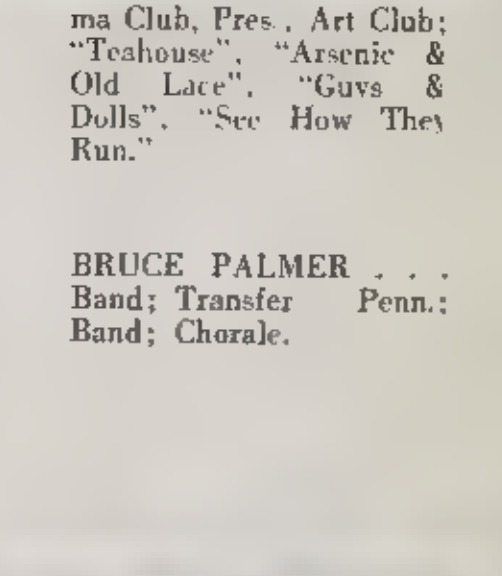 ma Club, Pres., Art Club;
"Teahouse", "Arsenic &
Old Lace", "Guys &
Dolls", "See How They
Run."
BRUCE PALMER . . .
Band; Transfer Penn.;
Band; Chorale.